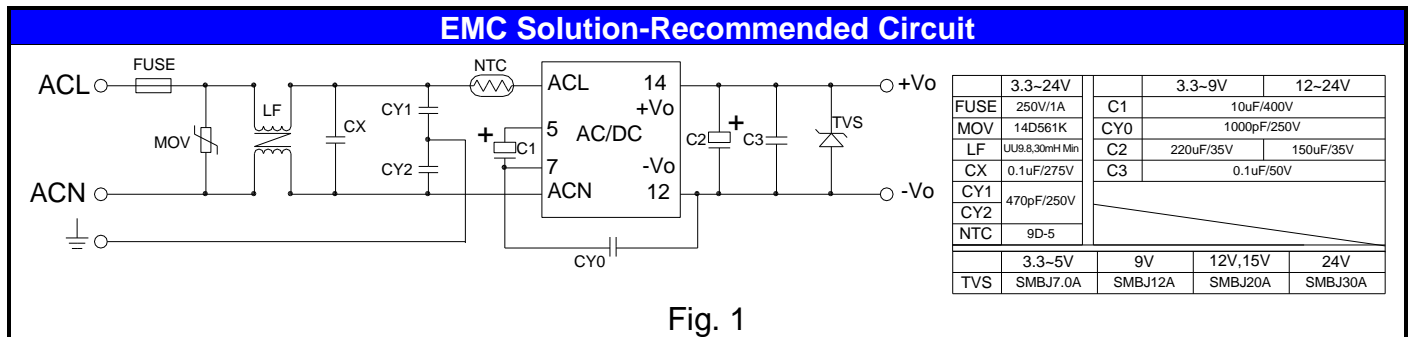 EMC Solution-Recommended Circuit
FUSE
ACL
LF
MOV
CX
CY1
CY2
NTC
ACN
+
C1
ACL 14
+Vo
5
AC/DC
7
-Vo
ACN 12
CY0
C2
+
C3
TVS
+Vo
-Vo
3.3~24V
FUSE 250V/1A
MOV 14D561K
LF UU9.8,30mH Min
CX 0.1uF/275V
CY1
CY2
470pF/250V
NTC 9D-5
3.3~9V 12~24V
C1 10uF/400V
CY0 1000pF/250V
C2 220uF/35V 150uF/35V
C3 0.1uF/50V
3.3~5V 9V 12V,15V 24V
TVS SMBJ7.0A SMBJ12A SMBJ20A SMBJ30A
Fig. 1